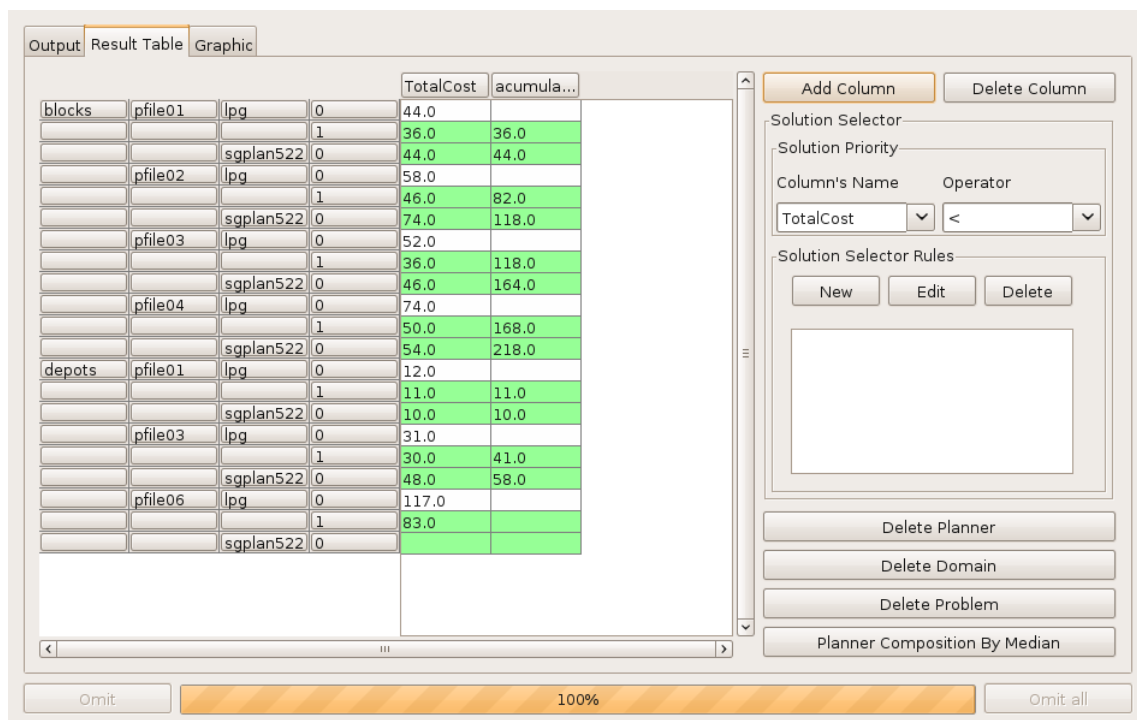 Output Result Table Graphic
TotalCost acumula...
blocks pfile01 lpg 0 44.0
1 36.0 36.0
sgplan522 0 44.0 44.0
pfile02 lpg 0 58.0
1 46.0 82.0
sgplan522 0 74.0 118.0
pfile03 lpg 0 52.0
1 36.0 118.0
sgplan522 0 46.0 164.0
pfile04 lpg 0 74.0
1 50.0 168.0
sgplan522 0 54.0 218.0
depots pfile01 lpg 0 12.0
1 11.0 11.0
sgplan522 0 10.0 10.0
pfile03 lpg 0 31.0
1 30.0 41.0
sgplan522 0 48.0 58.0
pfile06 lpg 0 117.0
1 83.0
sgplan522 0
Add Column Delete Column
Solution Selector
Solution Priority
Column's Name Operator
TotalCost <
Solution Selector Rules
New Edit Delete
Delete Planner
Delete Domain
Delete Problem
Planner Composition By Median
Omit 100% Omit all